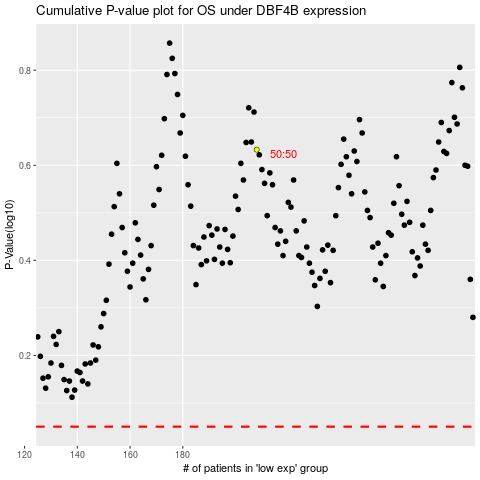 Cumulative P-value plot for OS under DBF4B expression
P-Value(log10)
0.8
0.6
0.4
0.2
50:50
120 140 160 180
# of patients in 'low exp' group